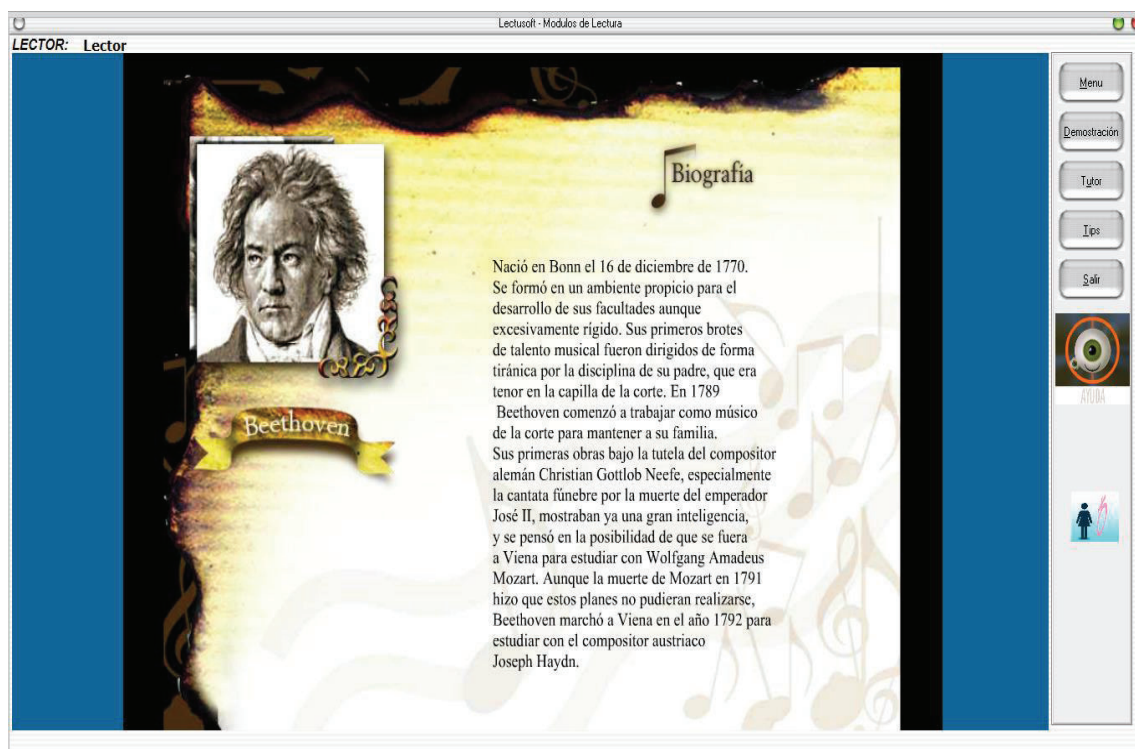 Lectusoft - Modulos de Lectura
LECTOR: Lector
Menu
Demostración
Tutor
Tips
Salir
AYUDA
Beethoven
Biografía
Nació en Bonn el 16 de diciembre de 1770.
Se formó en un ambiente propicio para el
desarrollo de sus facultades aunque
excesivamente rígido. Sus primeros brotes
de talento musical fueron dirigidos de forma
tiránica por la disciplina de su padre, que era
tenor en la capilla de la corte. En 1789
Beethoven comenzó a trabajar como músico
de la corte para mantener a su familia.
Sus primeras obras bajo la tutela del compositor
alemán Christian Gottlob Neefe, especialmente
la cantata fúnebre por la muerte del emperador
José II, mostraban ya una gran inteligencia,
y se pensó en la posibilidad de que se fuera
a Viena para estudiar con Wolfgang Amadeus
Mozart. Aunque la muerte de Mozart en 1791
hizo que estos planes no pudieran realizarse,
Beethoven marchó a Viena en el año 1792 para
estudiar con el compositor austriaco
Joseph Haydn.